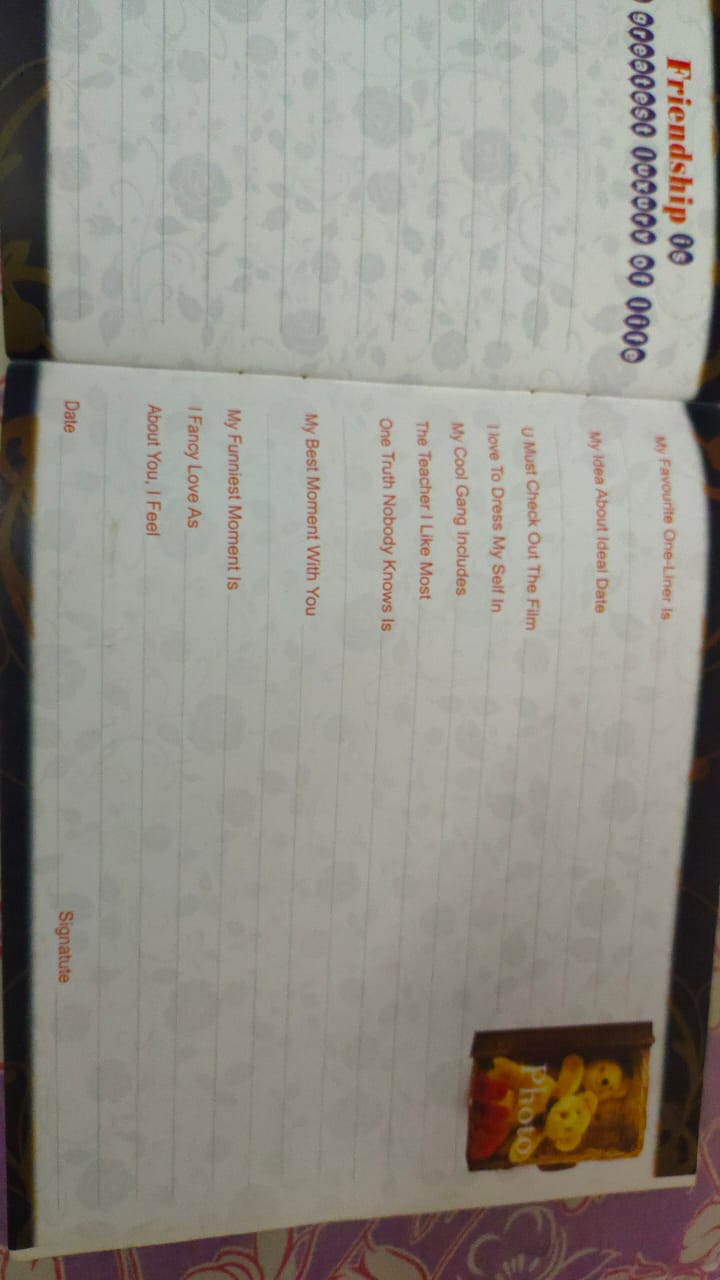 Friendship is
My Favourite One-Liner Is
My Idea About Ideal Date
U Must Check Out The Film
I love To Dress My Self In
My Cool Gang Includes
The Teacher I Like Most
One Truth Nobody Knows Is
My Best Moment With You
My Funniest Moment Is
I Fancy Love As
About You, I Feel
Date Signatute
Photo